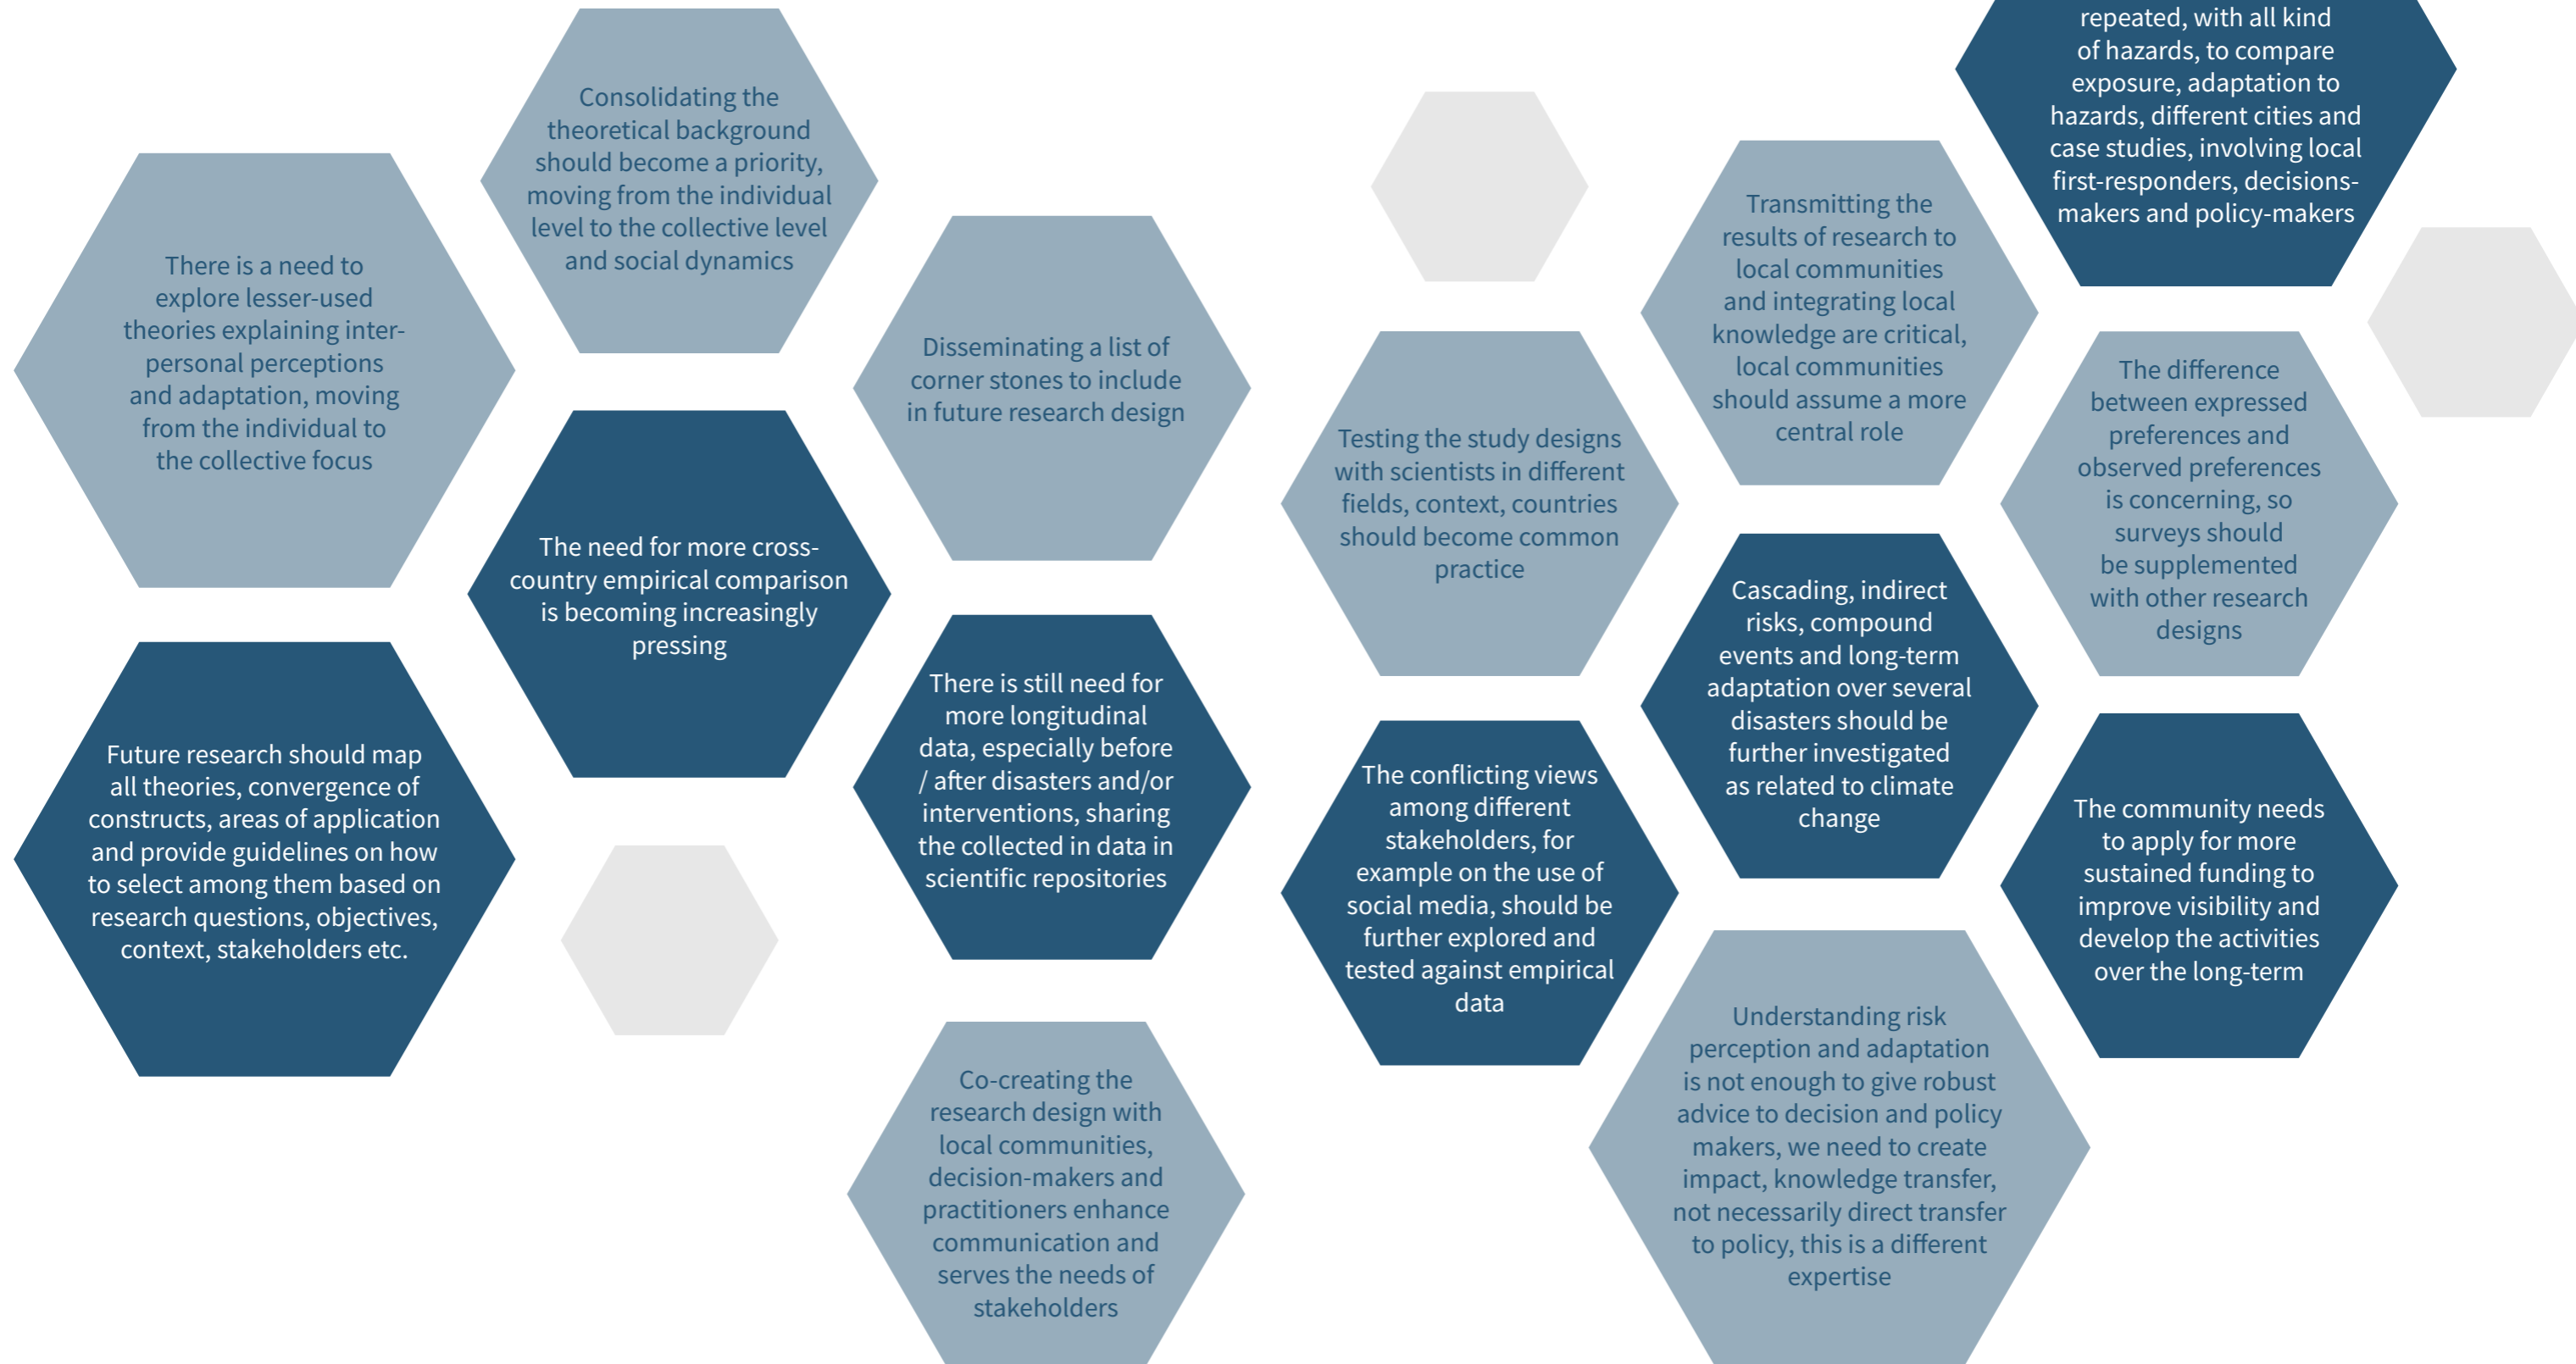 There is a need to
explore lesser-used
theories explaining inter-
personal perceptions
and adaptation, moving
from the individual to
the collective focus
Consolidating the
theoretical background
should become a priority,
moving from the individual
level to the collective level
and social dynamics
Disseminating a list of
corner stones to include
in future research design
The need for more cross-
country empirical comparison
is becoming increasingly
pressing
Future research should map
all theories, convergence of
constructs, areas of application
and provide guidelines on how
to select among them based on
research questions, objectives,
context, stakeholders etc.
There is still need for
more longitudinal
data, especially before
/ after disasters and/or
interventions, sharing
the collected in data in
scientific repositories
Co-creating the
research design with
local communities,
decision-makers and
practitioners enhance
communication and
serves the needs of
stakeholders
repeated, with all kind
of hazards, to compare
exposure, adaptation to
hazards, different cities and
case studies, involving local
first-responders, decisions-
makers and policy-makers
Transmitting the
results of research to
local communities
and integrating local
knowledge are critical,
local communities
should assume a more
central role
Testing the study designs
with scientists in different
fields, context, countries
should become common
practice
The difference
between expressed
preferences and
observed preferences
is concerning, so
surveys should
be supplemented
with other research
designs
Cascading, indirect
risks, compound
events and long-term
adaptation over several
disasters should be
further investigated
as related to climate
change
The conflicting views
among different
stakeholders, for
example on the use of
social media, should be
further explored and
tested against empirical
data
The community needs
to apply for more
sustained funding to
improve visibility and
develop the activities
over the long-term
Understanding risk
perception and adaptation
is not enough to give robust
advice to decision and policy
makers, we need to create
impact, knowledge transfer,
not necessarily direct transfer
to policy, this is a different
expertise